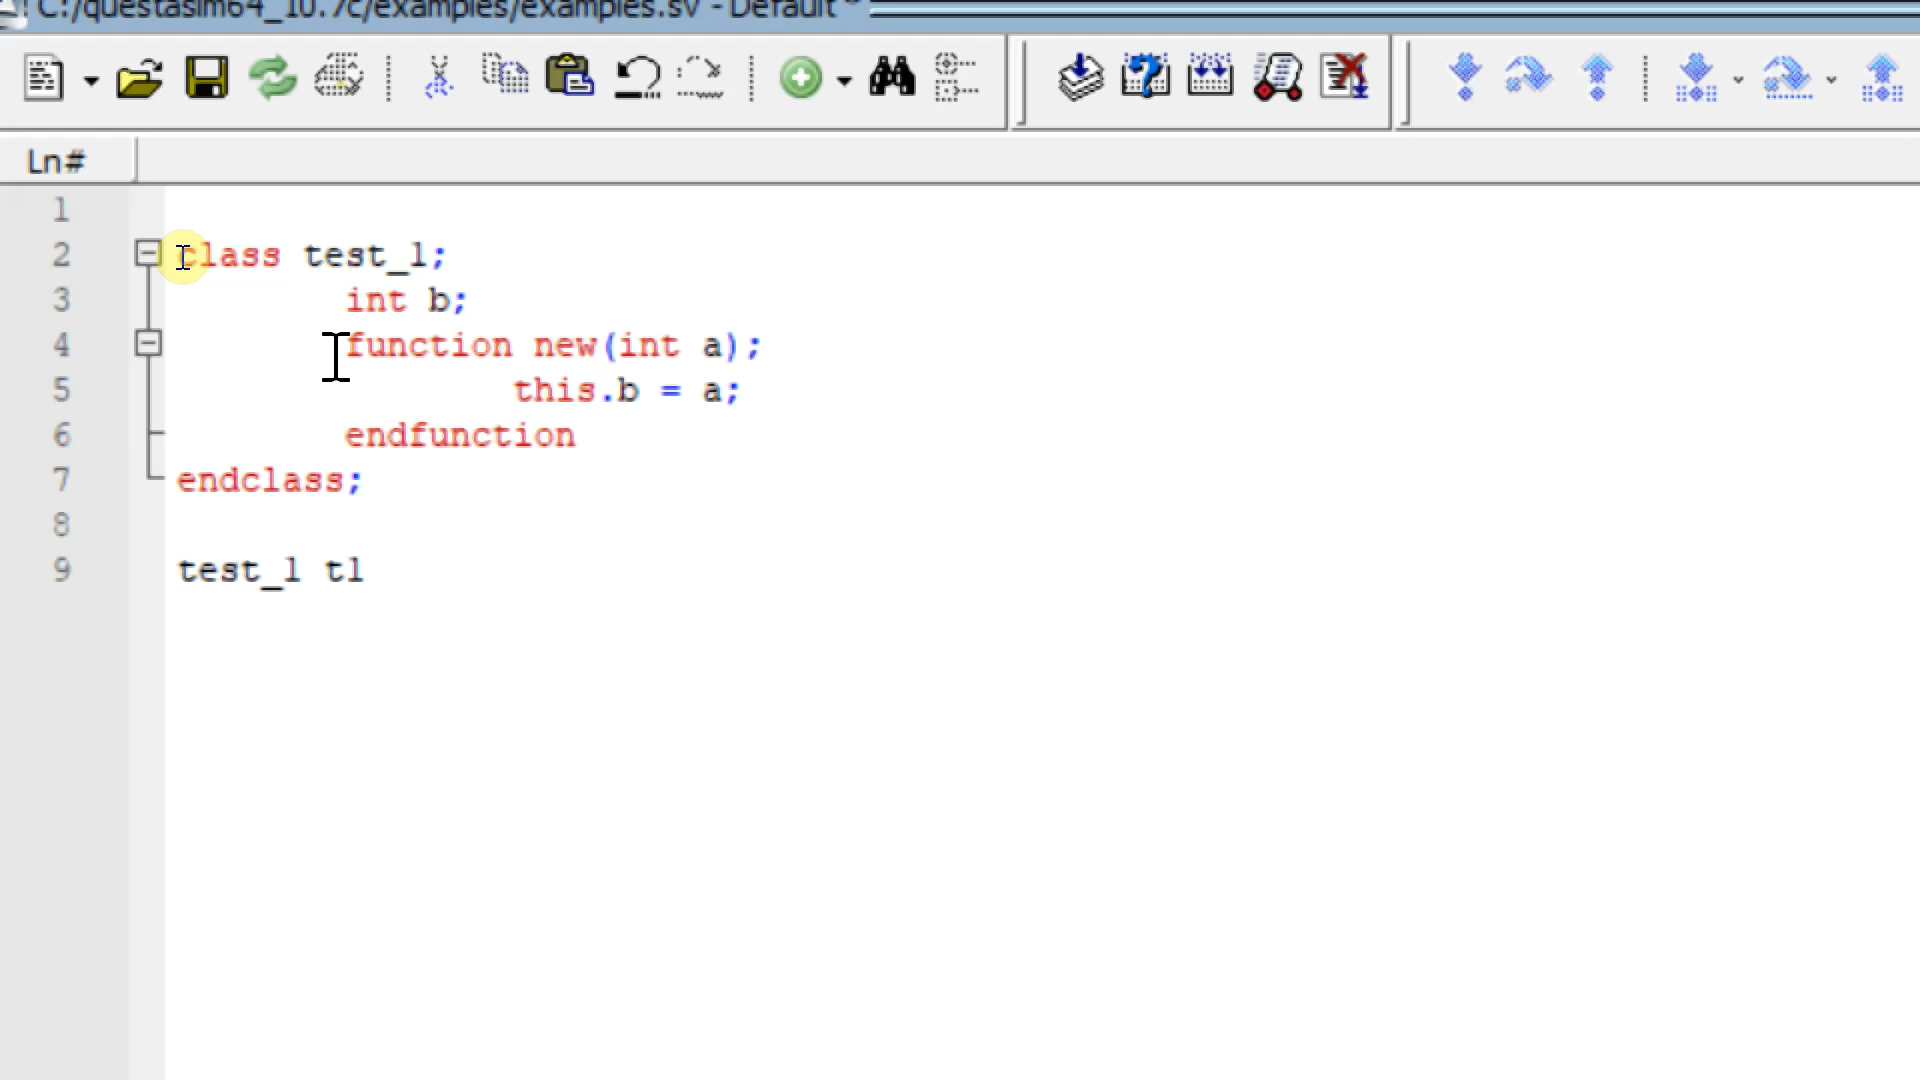 C:/questasim64_10.7c/examples/examples.sv - Default *
Ln#
1
2 class test_1;
3 int b;
4 function new(int a);
5 this.b = a;
6 endfunction
7 endclass;
8
9 test_1 t1